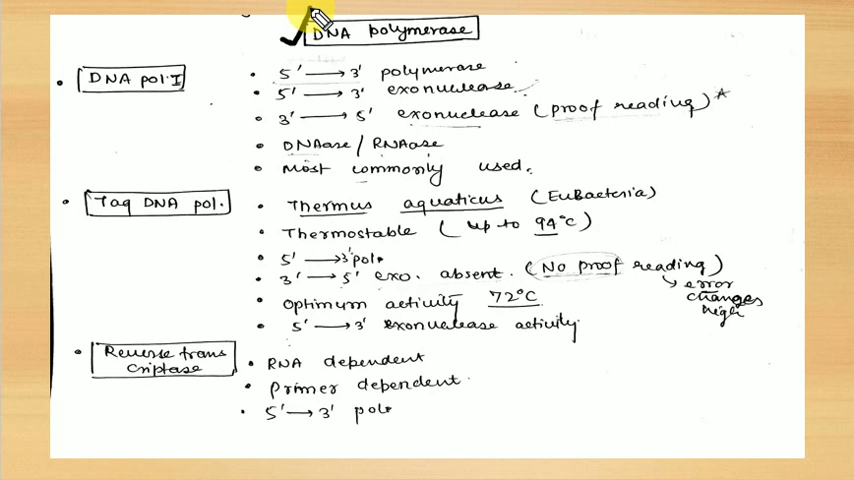 DNA polymerase
• DNA pol·I
• 5' → 3' polymerase
• 5' → 3' exonuclease
• 3' → 5' exonuclease (proof reading)*
• DNAase / RNAase
• Most commonly used.
• Taq DNA pol.
• Thermus aquaticus (EuBacteria)
• Thermostable (up to 94°C)
• 5' → 3' pol.
• 3' → 5' exo. absent. (No proof reading)
↳ error
changes
high
• optimum activity 72°C
• 5' → 3' exonuclease activity.
• Reverse trans
criptase
• RNA dependent
• Primer dependent.
• 5' → 3' pol.